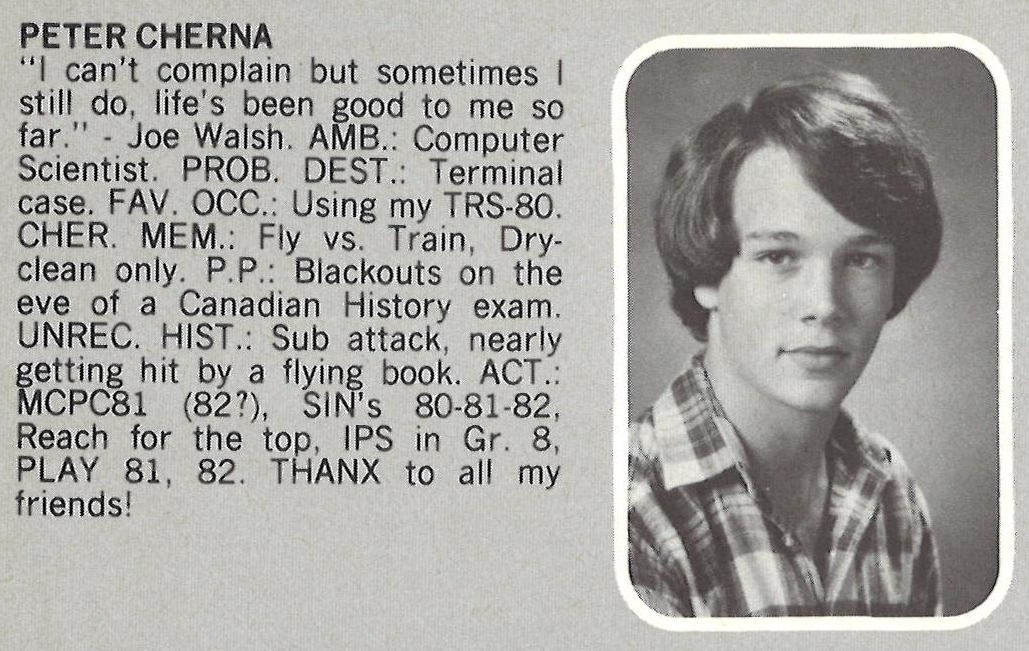 PETER CHERNA
"I can't complain but sometimes I
still do, life's been good to me so
far." - Joe Walsh. AMB.: Computer
Scientist. PROB. DEST.: Terminal
case. FAV. OCC.: Using my TRS-80.
CHER. MEM.: Fly vs. Train, Dry-
clean only. P.P.: Blackouts on the
eve of a Canadian History exam.
UNREC. HIST.: Sub attack, nearly
getting hit by a flying book. ACT.:
MCPC81 (82?), SIN's 80-81-82,
Reach for the top, IPS in Gr. 8,
PLAY 81, 82. THANX to all my
friends!